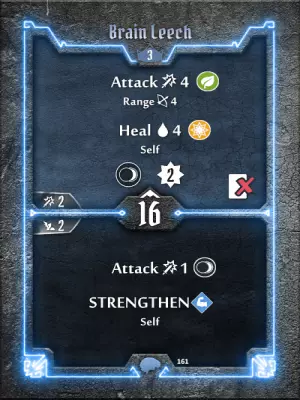 Brain Leech
3
Attack 4
Range 4
Heal 4
Self
2
2
16
2
Attack 1
STRENGTHEN
Self
161